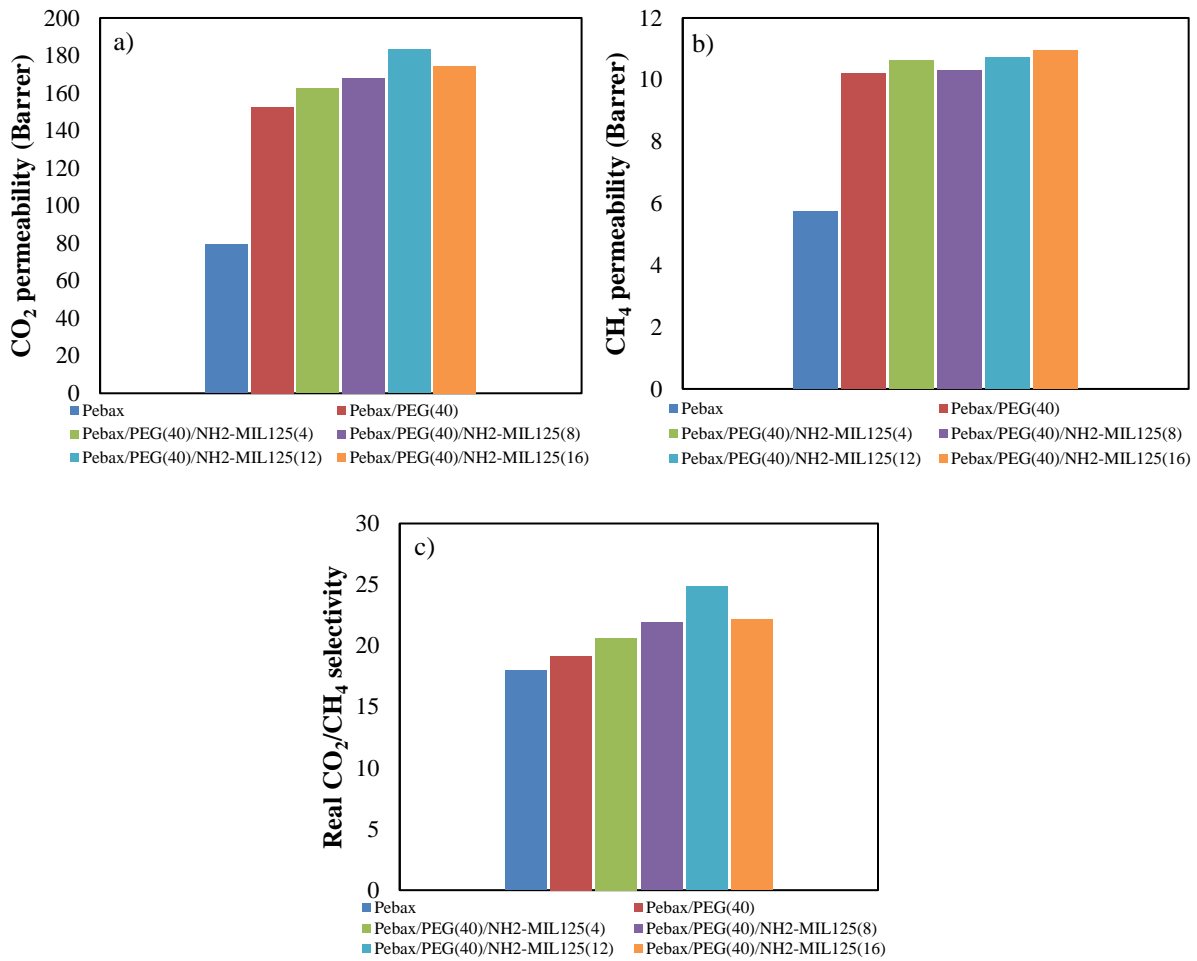 a)
CO2 permeability (Barrer)
200
180
160
140
120
100
80
60
40
20
0
Pebax
Pebax/PEG(40)
Pebax/PEG(40)/NH2-MIL125(4)
Pebax/PEG(40)/NH2-MIL125(8)
Pebax/PEG(40)/NH2-MIL125(12)
Pebax/PEG(40)/NH2-MIL125(16)
b)
CH4 permeability (Barrer)
12
10
8
6
4
2
0
Pebax
Pebax/PEG(40)
Pebax/PEG(40)/NH2-MIL125(4)
Pebax/PEG(40)/NH2-MIL125(8)
Pebax/PEG(40)/NH2-MIL125(12)
Pebax/PEG(40)/NH2-MIL125(16)
c)
Real CO2/CH4 selectivity
30
25
20
15
10
5
0
Pebax
Pebax/PEG(40)
Pebax/PEG(40)/NH2-MIL125(4)
Pebax/PEG(40)/NH2-MIL125(8)
Pebax/PEG(40)/NH2-MIL125(12)
Pebax/PEG(40)/NH2-MIL125(16)